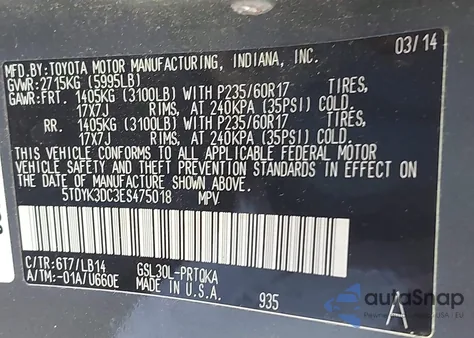 MFD.BY:TOYOTA MOTOR MANUFACTURING, INDIANA, INC. 03/14
GVWR:2715KG (5995LB)
GAWR:FRT. 1405KG (3100LB) WITH P235/60R17 TIRES,
17X7J RIMS, AT 240KPA (35PSI) COLD.
RR. 1405KG (3100LB) WITH P235/60R17 TIRES,
17X7J RIMS, AT 240KPA (35PSI) COLD.
THIS VEHICLE CONFORMS TO ALL APPLICABLE FEDERAL MOTOR
VEHICLE SAFETY AND THEFT PREVENTION STANDARDS IN EFFECT ON
THE DATE OF MANUFACTURE SHOWN ABOVE.
5TDYK3DC3ES475018 MPV
C/TR:6T7/LB14 GSL30L-PRTQKA
A/TM:-01A/U660E MADE IN U.S.A. 935 A
autoSnap